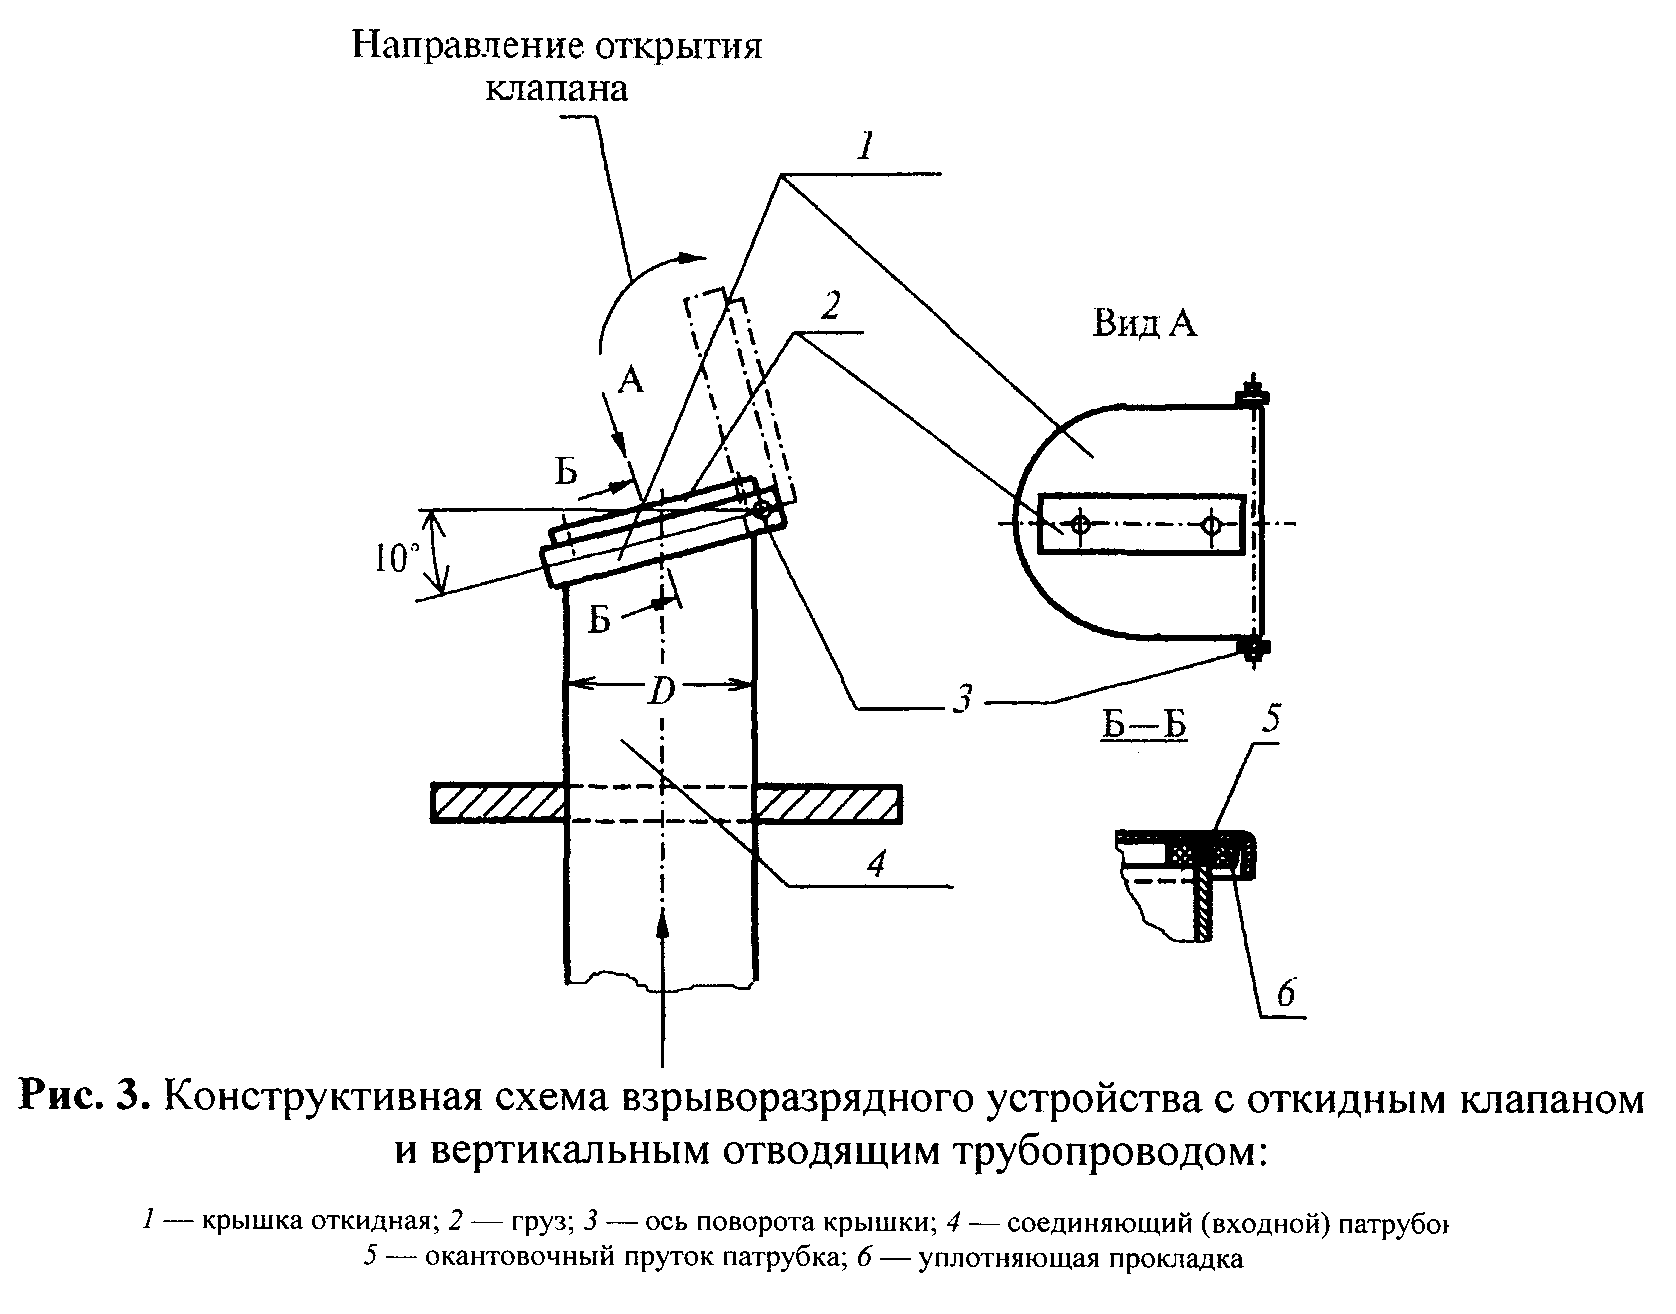 Направление открытия
клапана
1
2
Вид А
А
Б
10°
Б
D
3
Б—Б
5
4
6
Рис. 3. Конструктивная схема взрыворазрядного устройства с откидным клапаном
и вертикальным отводящим трубопроводом:
1 — крышка откидная; 2 — груз; 3 — ось поворота крышки; 4 — соединяющий (входной)
5 — окантовочный пруток патрубка; 6 — уплотняющая прокладка